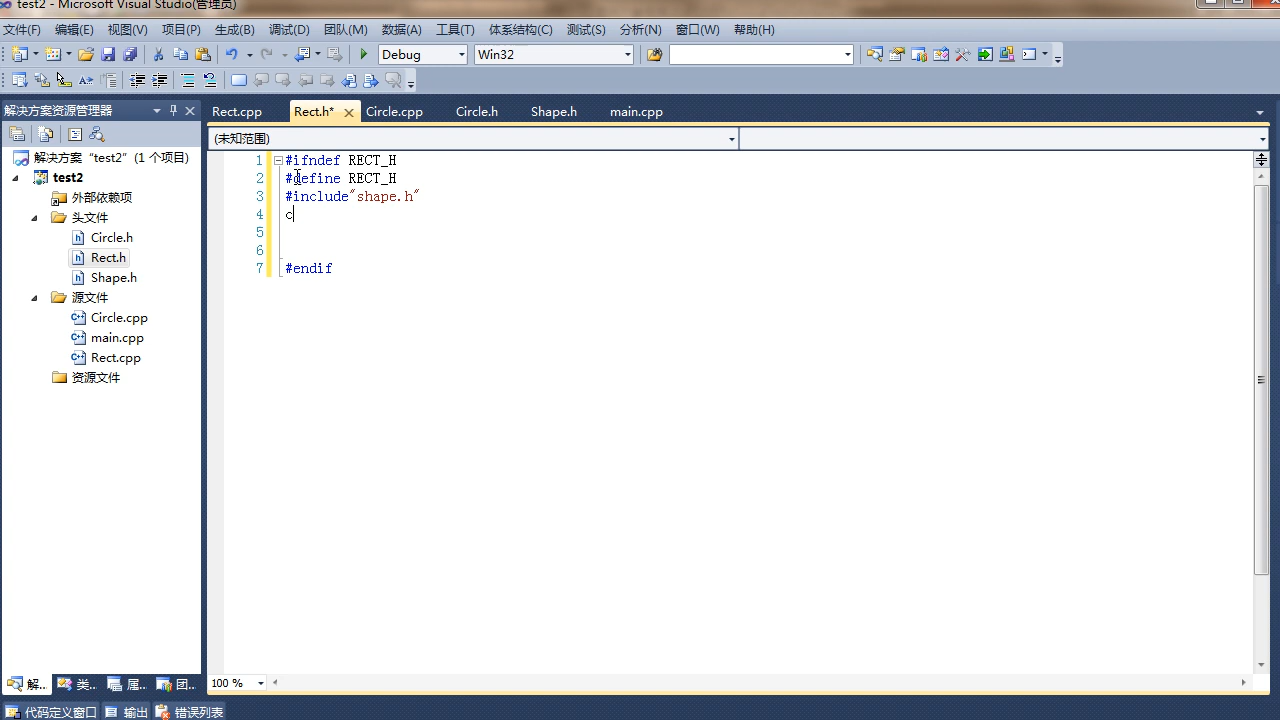 test2 - Microsoft Visual Studio(管理员)
文件(F) 编辑(E) 视图(V) 项目(P) 生成(B) 调试(D) 团队(M) 数据(A) 工具(T) 体系结构(C) 测试(S) 分析(N) 窗口(W) 帮助(H)
Debug Win32
解决方案资源管理器
Rect.cpp Rect.h* Circle.cpp Circle.h Shape.h main.cpp
(未知范围)
解决方案 “test2” (1 个项目)
test2
外部依赖项
头文件
Circle.h
Rect.h
Shape.h
源文件
Circle.cpp
main.cpp
Rect.cpp
资源文件
1 #ifndef RECT_H
2 #define RECT_H
3 #include"shape.h"
4 c
5
6
7 #endif
100 %
解... 类... 属... 团...
代码定义窗口 输出 错误列表